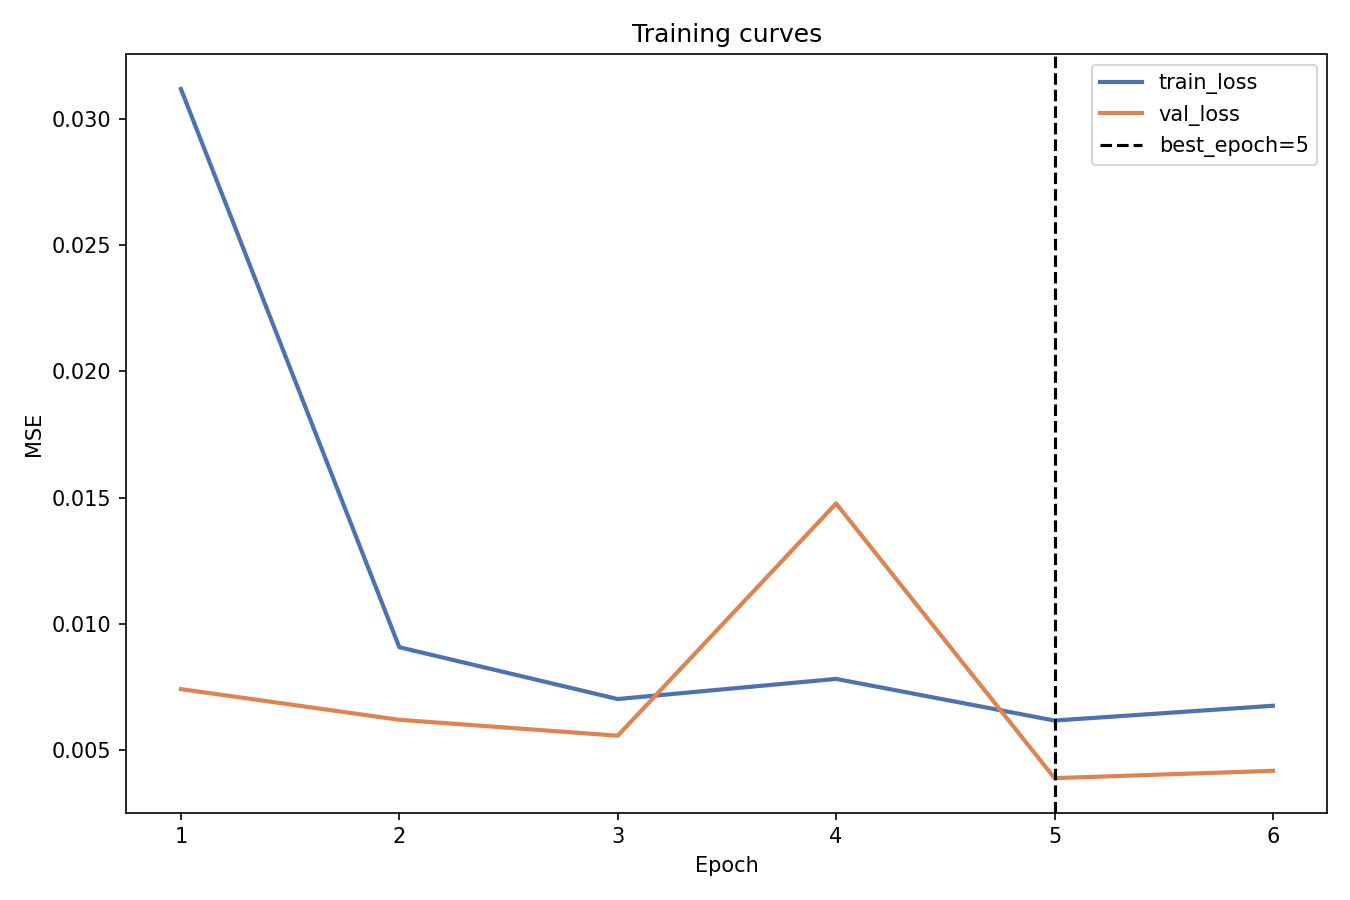 Training curves
train_loss
val_loss
best_epoch=5
0.030
0.025
0.020
0.015
0.010
0.005
MSE
1 2 3 4 5 6
Epoch